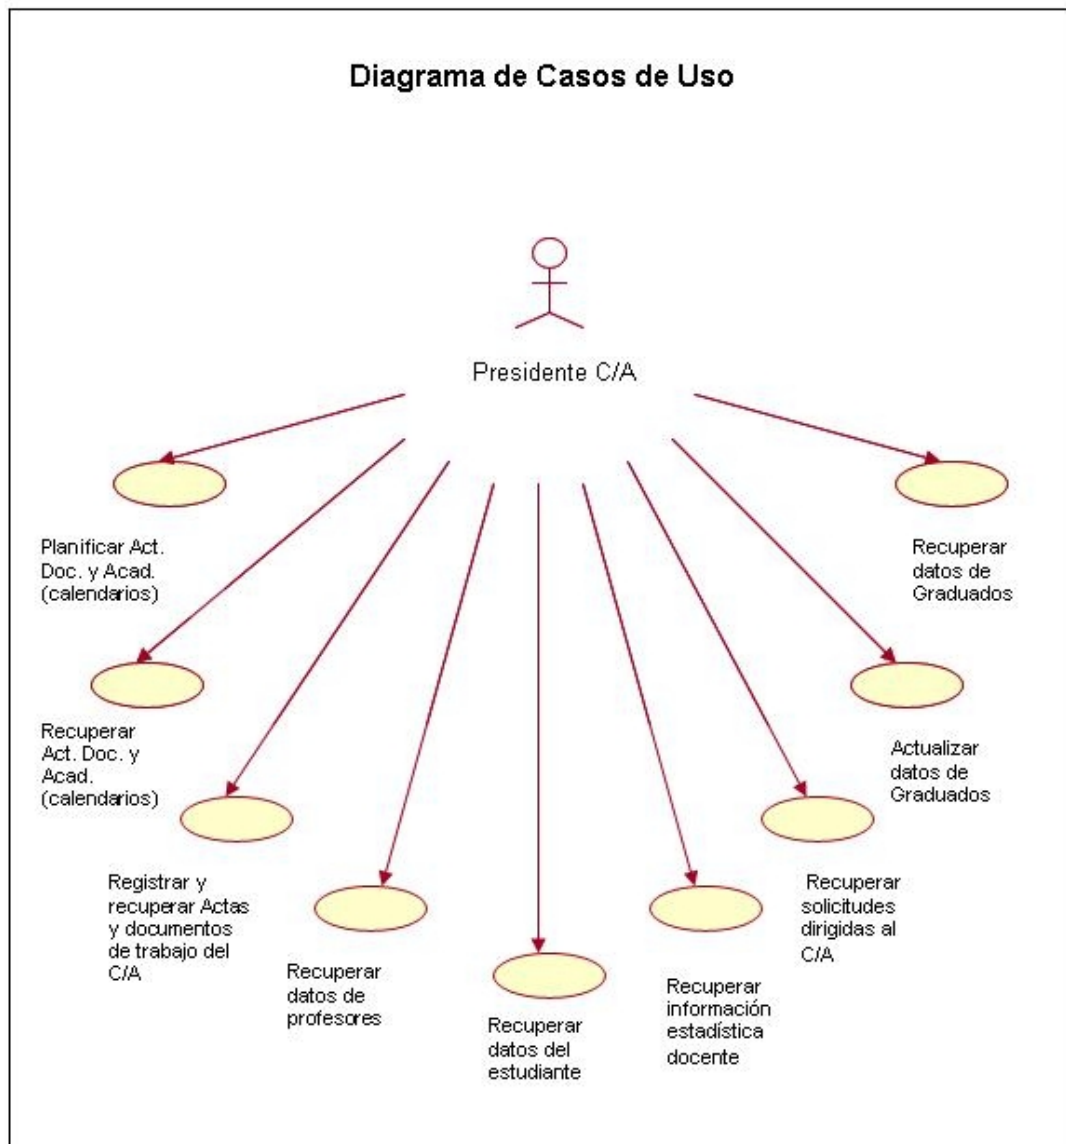 Diagrama de Casos de Uso
Presidente C/A
Planificar Act.
Doc. y Acad.
(calendarios)
Recuperar
datos de
Graduados
Recuperar
Act. Doc. y
Acad.
(calendarios)
Actualizar
datos de
Graduados
Registrar y
recuperar Actas
y documentos
de trabajo del
C/A
Recuperar
solicitudes
dirigidas al
C/A
Recuperar
datos de
profesores
Recuperar
datos del
estudiante
Recuperar
información
estadística
docente